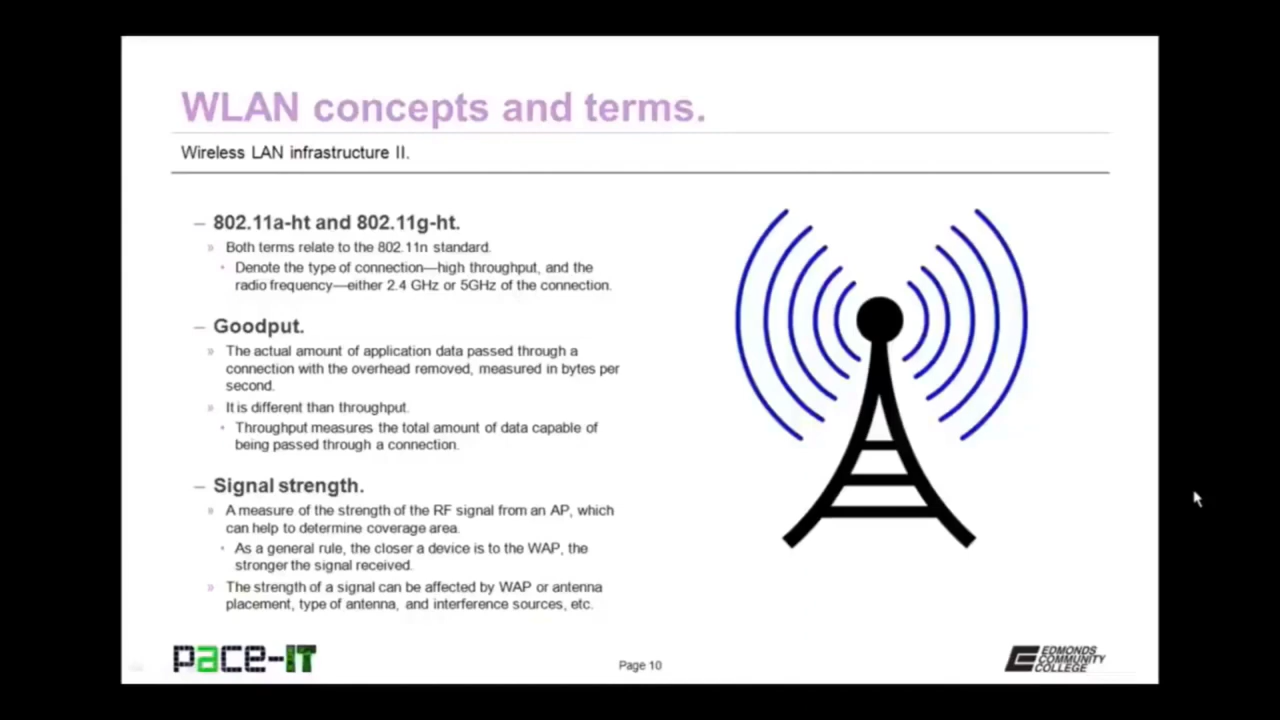 WLAN concepts and terms.
Wireless LAN infrastructure II.
– 802.11a-ht and 802.11g-ht.
» Both terms relate to the 802.11n standard.
• Denote the type of connection—high throughput, and the
radio frequency—either 2.4 GHz or 5GHz of the connection.
– Goodput.
» The actual amount of application data passed through a
connection with the overhead removed, measured in bytes per
second.
» It is different than throughput.
• Throughput measures the total amount of data capable of
being passed through a connection.
– Signal strength.
» A measure of the strength of the RF signal from an AP, which
can help to determine coverage area.
• As a general rule, the closer a device is to the WAP, the
stronger the signal received.
» The strength of a signal can be affected by WAP or antenna
placement, type of antenna, and interference sources, etc.
pace-IT
Page 10
EDMONDS
COMMUNITY
COLLEGE